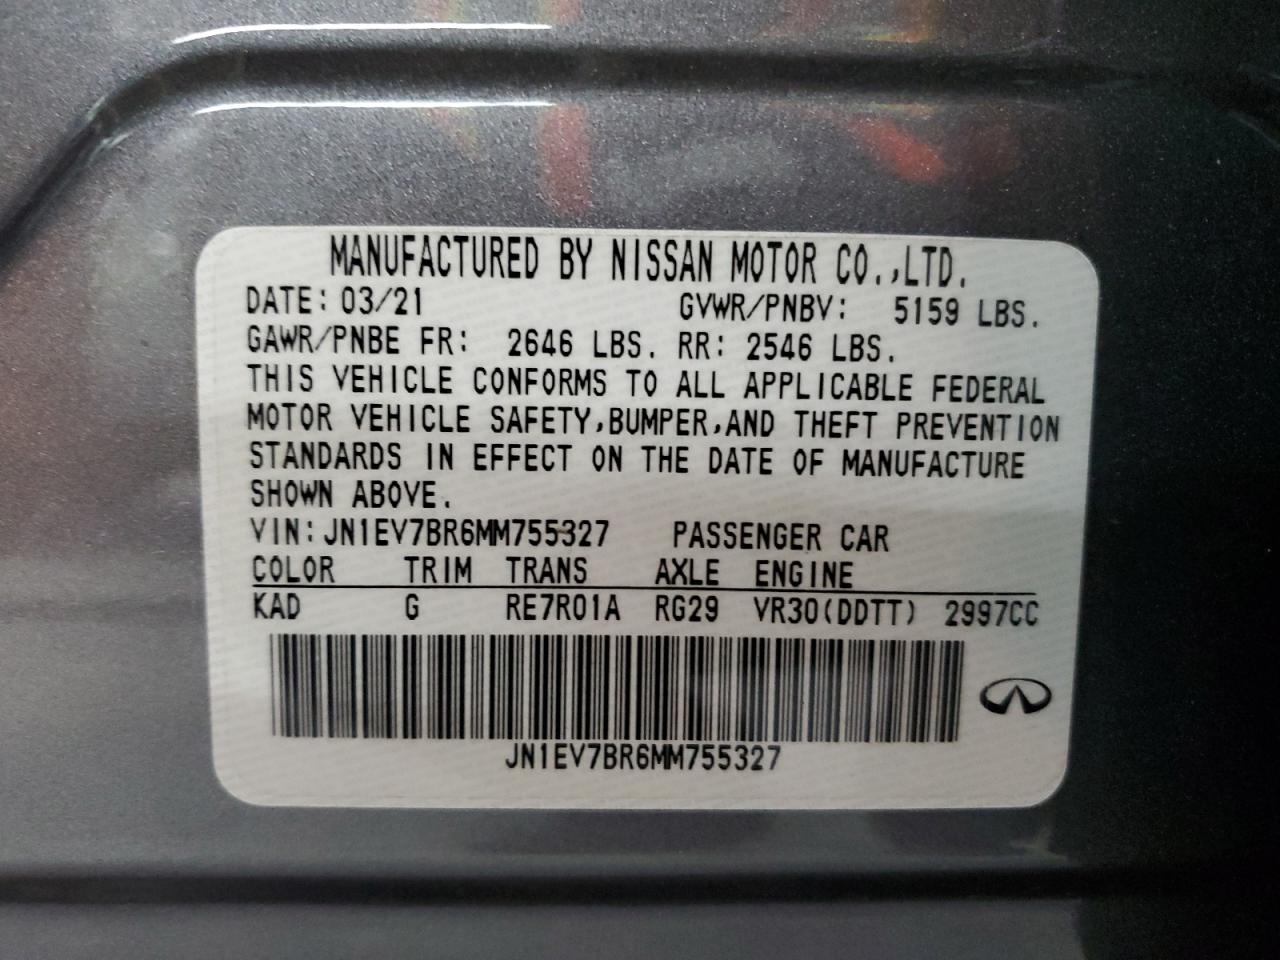 MANUFACTURED BY NISSAN MOTOR CO.,LTD.
DATE: 03/21 GVWR/PNBV: 5159 LBS.
GAWR/PNBE FR: 2646 LBS. RR: 2546 LBS.
THIS VEHICLE CONFORMS TO ALL APPLICABLE FEDERAL
MOTOR VEHICLE SAFETY,BUMPER,AND THEFT PREVENTION
STANDARDS IN EFFECT ON THE DATE OF MANUFACTURE
SHOWN ABOVE.
VIN:JN1EV7BR6MM755327 PASSENGER CAR
COLOR TRIM TRANS AXLE ENGINE
KAD G RE7R01A RG29 VR30(DDTT) 2997CC
JN1EV7BR6MM755327